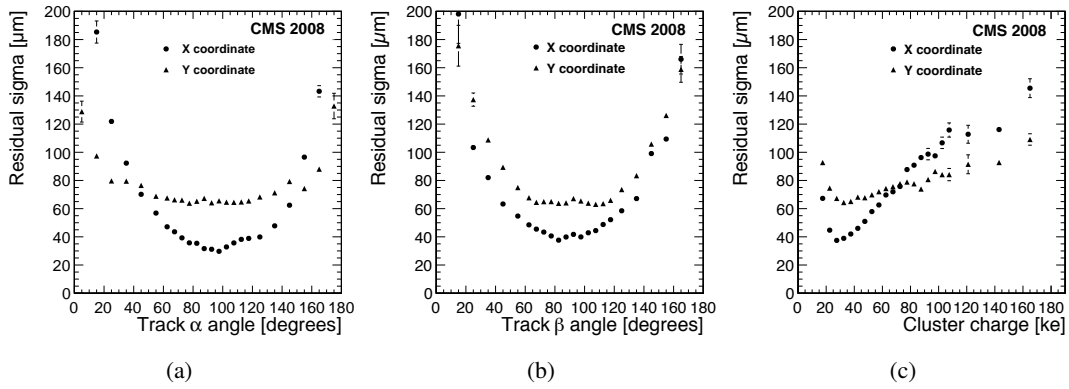 Residual sigma [μm]
200
180
160
140
120
100
80
60
40
20
0
CMS 2008
X coordinate
Y coordinate
0 20 40 60 80 100 120 140 160 180
Track α angle [degrees]
(a)
Residual sigma [μm]
200
180
160
140
120
100
80
60
40
20
0
CMS 2008
X coordinate
Y coordinate
0 20 40 60 80 100 120 140 160 180
Track β angle [degrees]
(b)
Residual sigma [μm]
200
180
160
140
120
100
80
60
40
20
0
CMS 2008
X coordinate
Y coordinate
0 20 40 60 80 100 120 140 160 180
Cluster charge [ke]
(c)